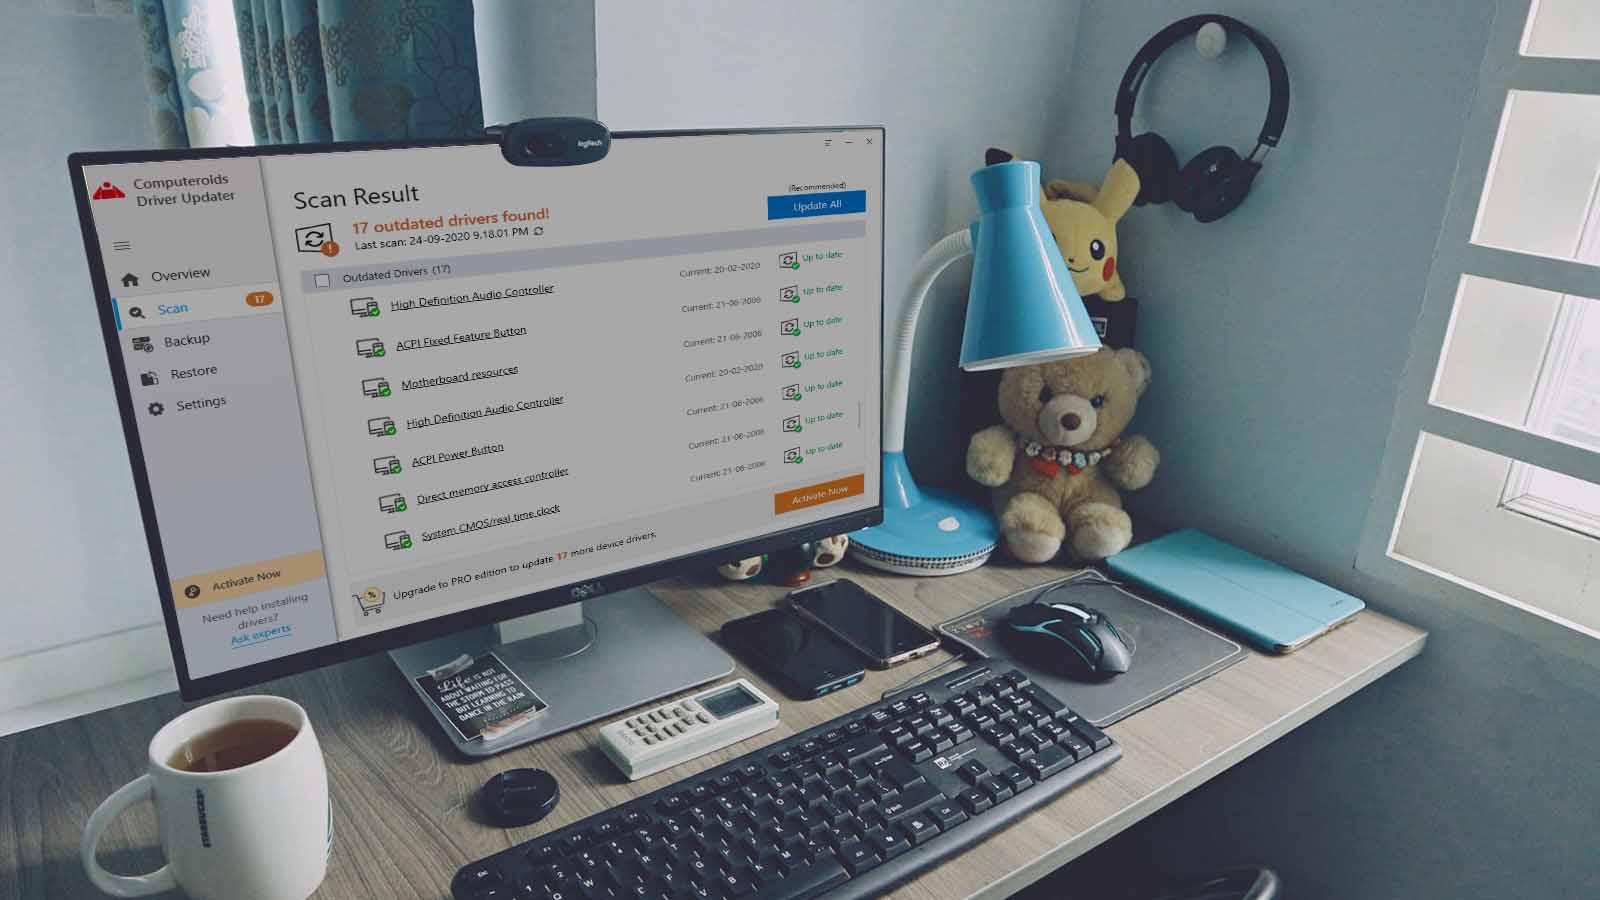 logitech
Computerolds
Driver Updater
Overview
Scan 17
Backup
Restore
Settings
Activate Now
Need help installing
drivers?
Ask experts
Scan Result
17 outdated drivers found!
Last scan: 24-09-2020 9.18.01 PM
(Recommended)
Update All
Outdated Drivers (17)
High Definition Audio Controller Current: 20-02-2020 Up to date
ACPI Fixed Feature Button Current: 21-06-2006 Up to date
Motherboard resources Current: 21-06-2006 Up to date
High Definition Audio Controller Current: 20-02-2020 Up to date
ACPI Power Button Current: 21-06-2006 Up to date
Direct memory access controller Current: 21-06-2006 Up to date
System CMOS/real time clock Current: 21-06-2006 Up to date
Upgrade to PRO edition to update 17 more device drivers.
Activate Now
DELL
Life IS NOT
ABOUT WAITING FOR
THE STORM TO PASS
BUT LEARNING TO
DANCE IN THE RAIN
STARBUCKS